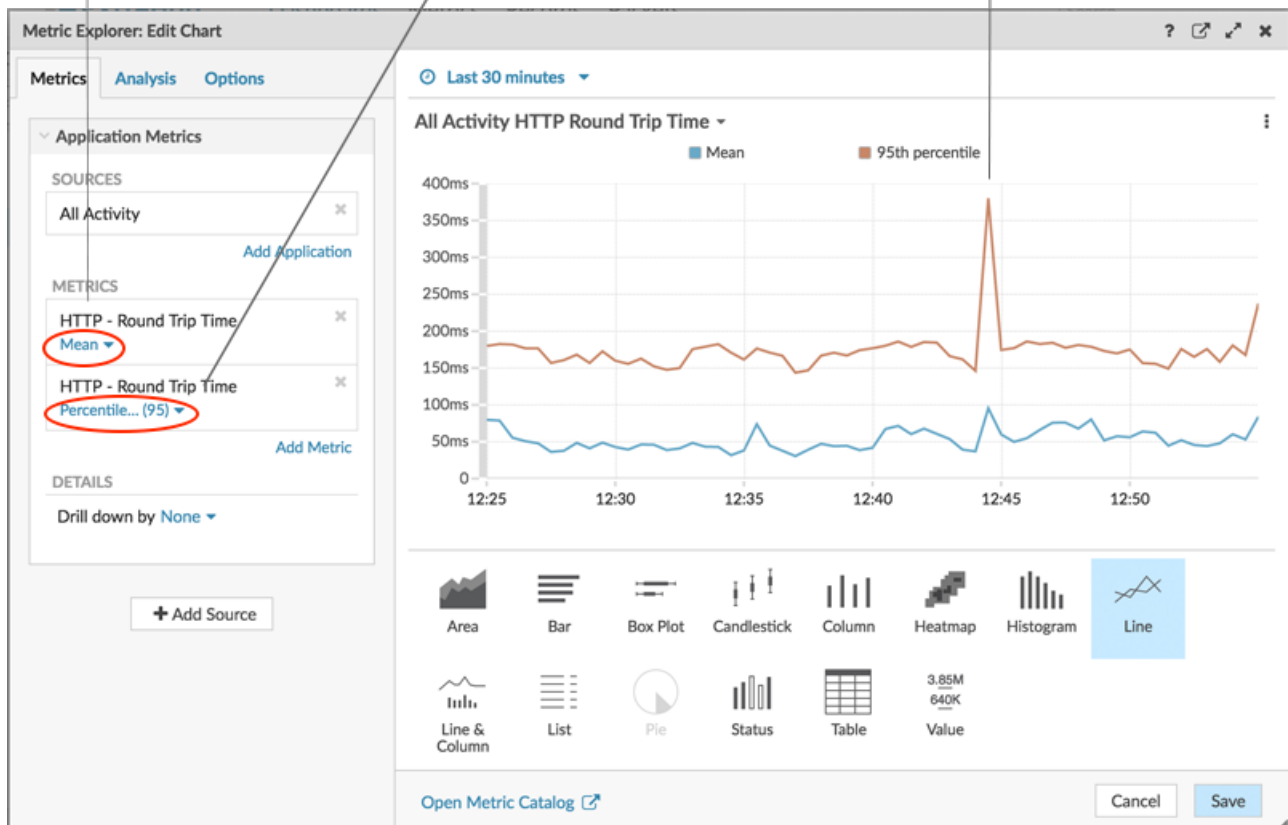 Metric Explorer: Edit Chart
?
Metrics Analysis Options
Last 30 minutes
Application Metrics
All Activity HTTP Round Trip Time
Mean 95th percentile
SOURCES
All Activity
Add Application
METRICS
HTTP - Round Trip Time
Mean
HTTP - Round Trip Time
Percentile... (95)
Add Metric
DETAILS
Drill down by None
+ Add Source
400ms
350ms
300ms
250ms
200ms
150ms
100ms
50ms
0
12:25 12:30 12:35 12:40 12:45 12:50
Area Bar Box Plot Candlestick Column Heatmap Histogram Line
3.85M
640K
Line & Column List Pie Status Table Value
Open Metric Catalog
Cancel Save